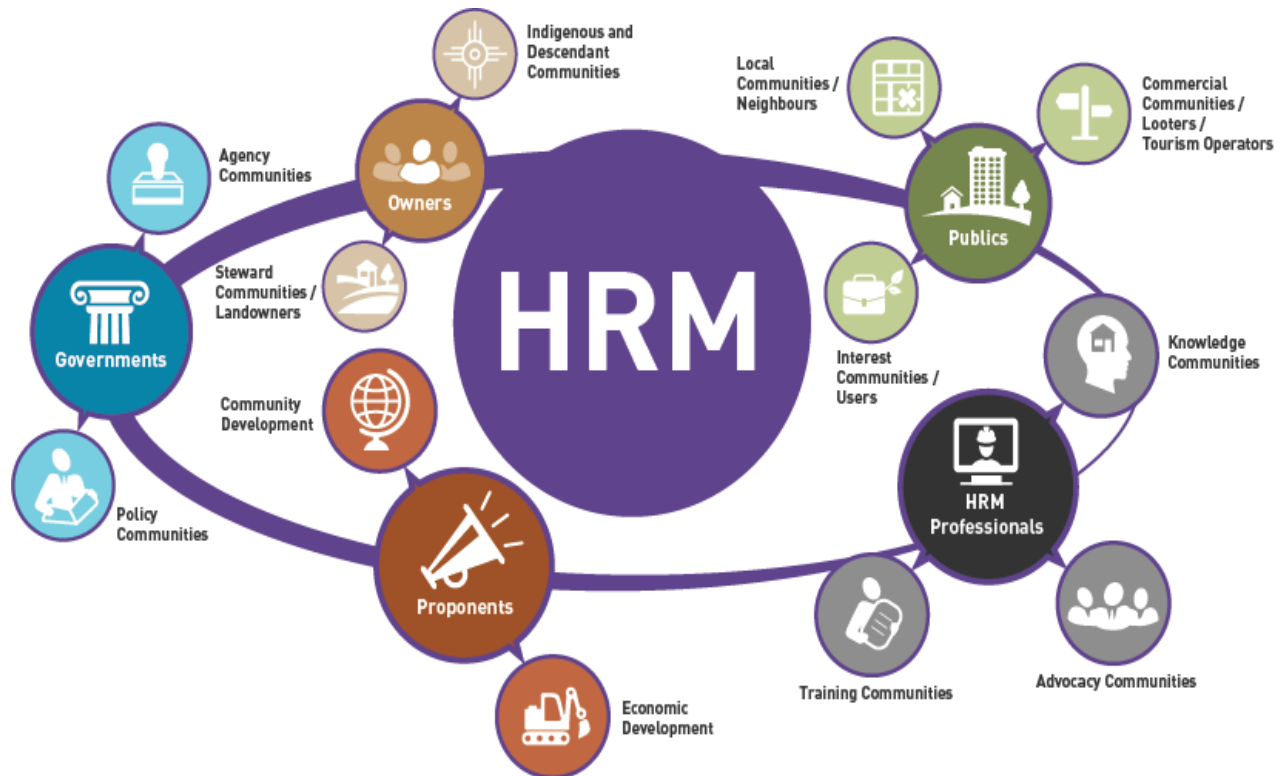 Indigenous and
Descendant
Communities
Local
Communities /
Neighbours
Commercial
Communities /
Looters /
Tourism Operators
Agency
Communities
Owners
Publics
Steward
Communities /
Landowners
HRM
Governments
Interest
Communities /
Users
Knowledge
Communities
Community
Development
HRM
Professionals
Policy
Communities
Proponents
Training Communities
Advocacy Communities
Economic
Development